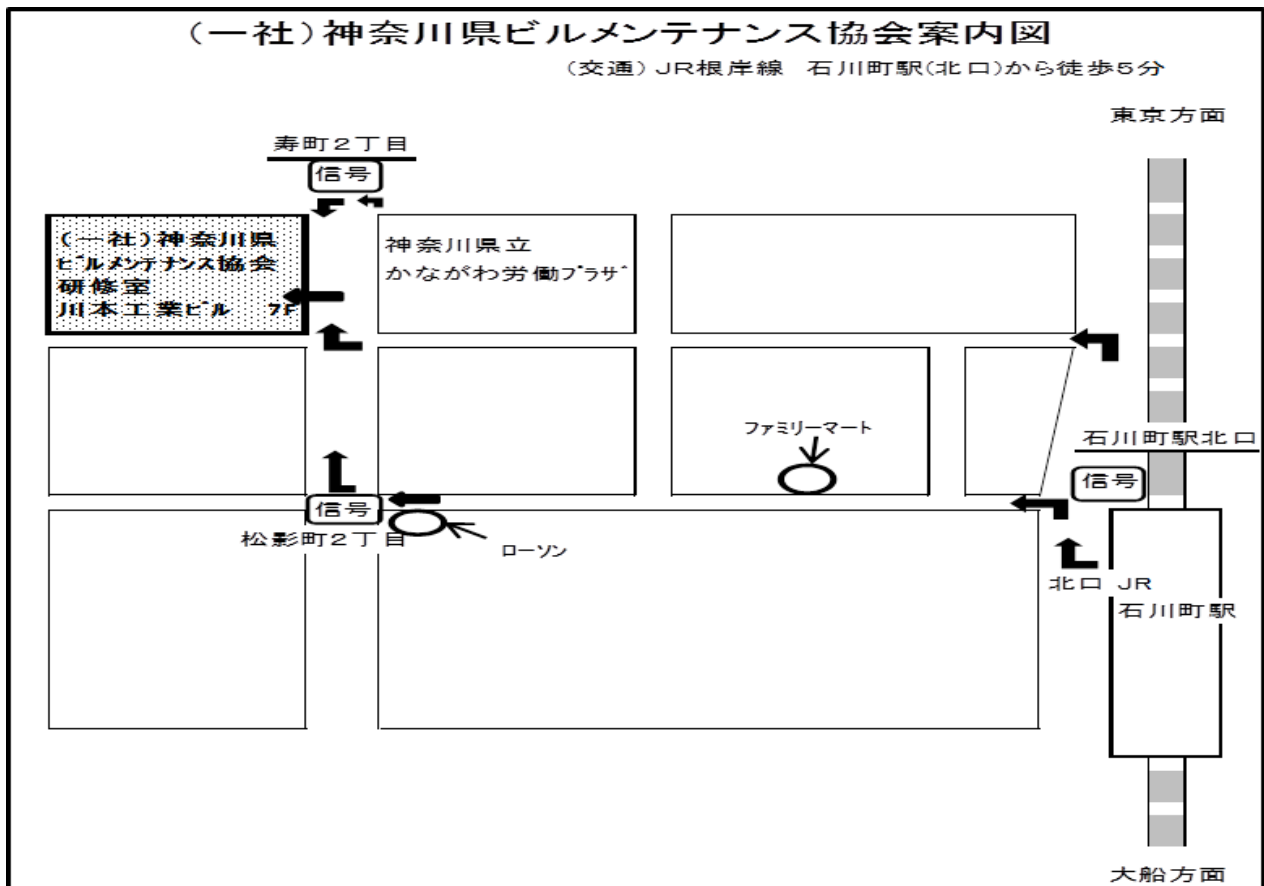 (一社)神奈川県ビルメンテナンス協会案内図
(交通)JR根岸線 石川町駅(北口)から徒歩5分
東京方面
寿町2丁目
信号
(一社)神奈川県
ビルメンテナンス協会
研修室
川本工業ビル 7F
神奈川県立
かながわ労働プラザ
ファミリーマート
石川町駅北口
信号
信号
松影町2丁目
ローソン
北口 JR
石川町駅
大船方面